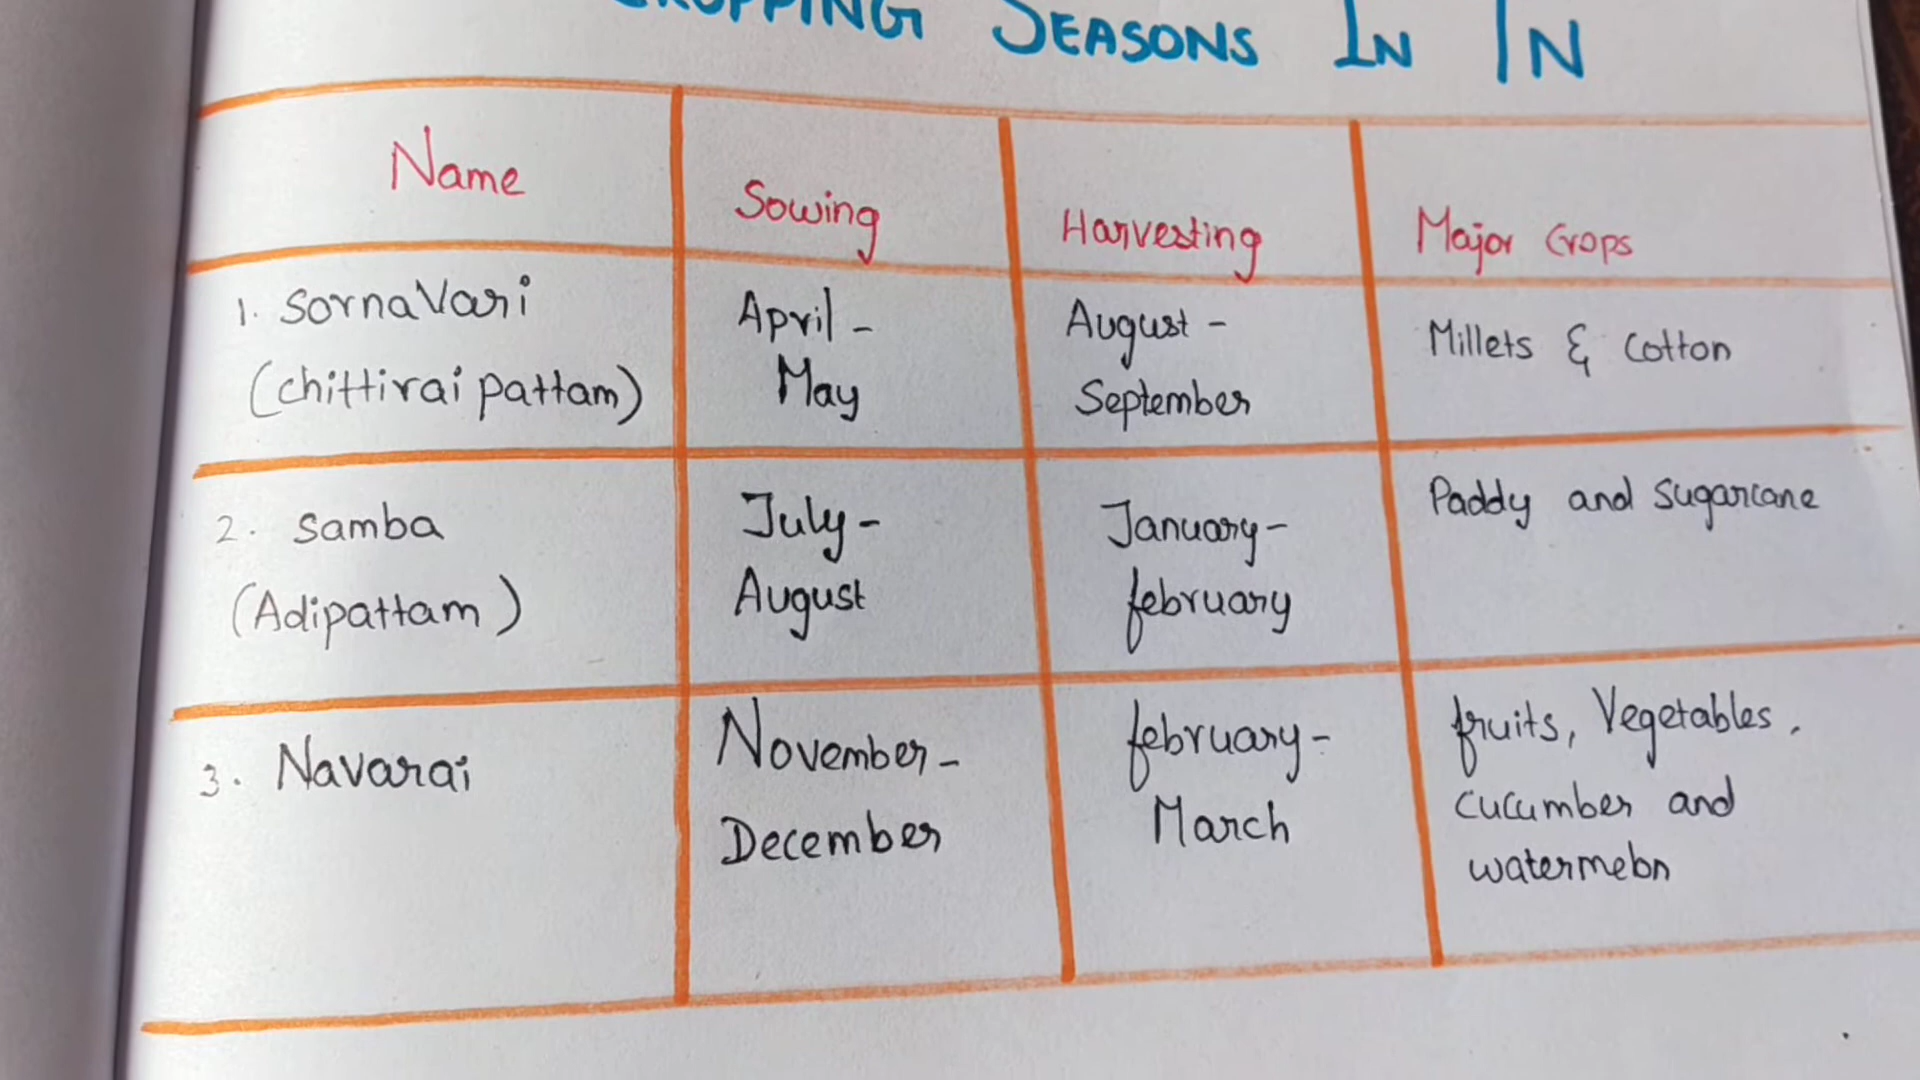 CROPPING SEASONS IN TN
Name
Sowing
Harvesting
Major Crops
1. SornaVari
(chittirai pattam)
April -
May
August -
September
Millets & cotton
2. Samba
(Adipattam)
July -
August
January -
february
Paddy and sugarcane
3. Navarai
November -
December
february -
March
fruits, Vegetables.
cucumber and
watermelon